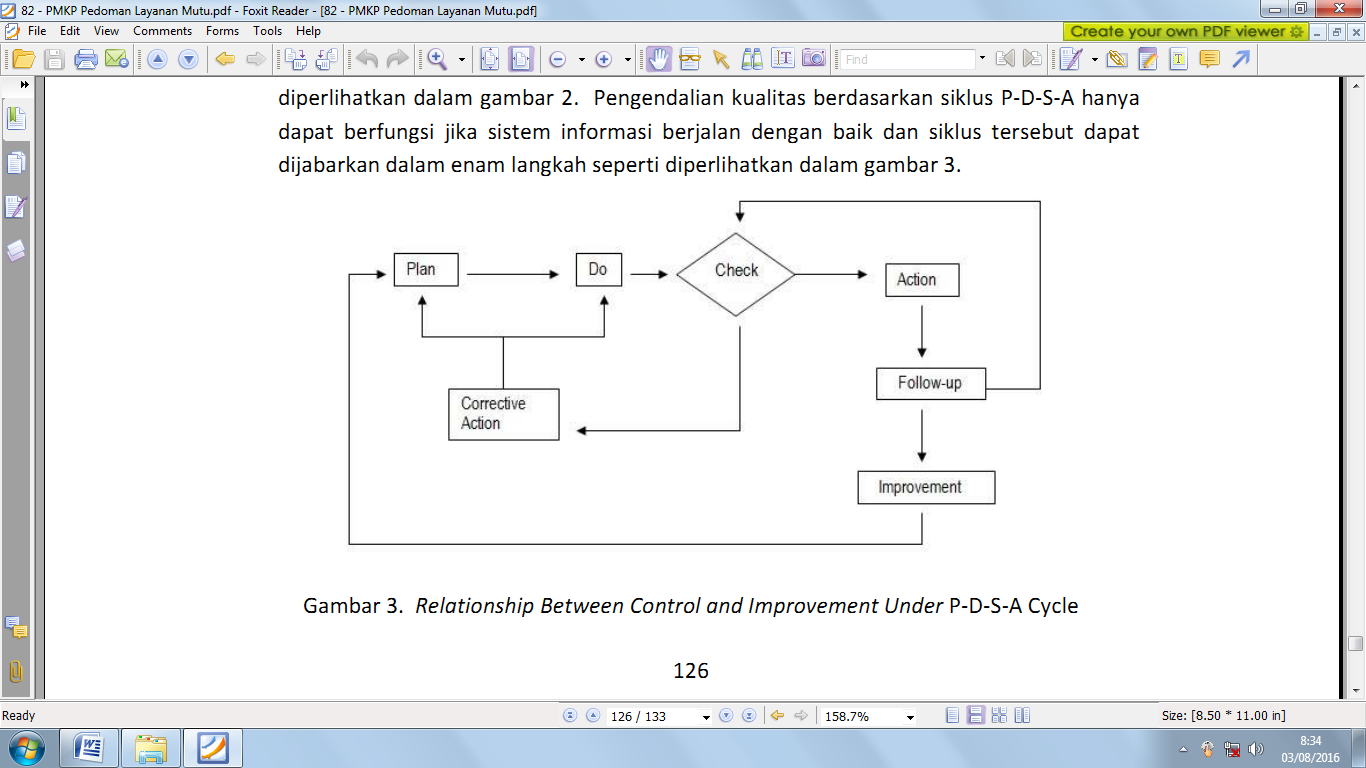 82 - PMKP Pedoman Layanan Mutu.pdf - Foxit Reader - [82 - PMKP Pedoman Layanan Mutu.pdf]
File Edit View Comments Forms Tools Help
Create your own PDF viewer
Find
diperlihatkan dalam gambar 2. Pengendalian kualitas berdasarkan siklus P-D-S-A hanya
dapat berfungsi jika sistem informasi berjalan dengan baik dan siklus tersebut dapat
dijabarkan dalam enam langkah seperti diperlihatkan dalam gambar 3.
Plan
Do
Check
Action
Follow-up
Corrective
Action
Improvement
Gambar 3. Relationship Between Control and Improvement Under P-D-S-A Cycle
126
Ready
126 / 133
158.7%
Size: [8.50 * 11.00 in]
8:34
03/08/2016